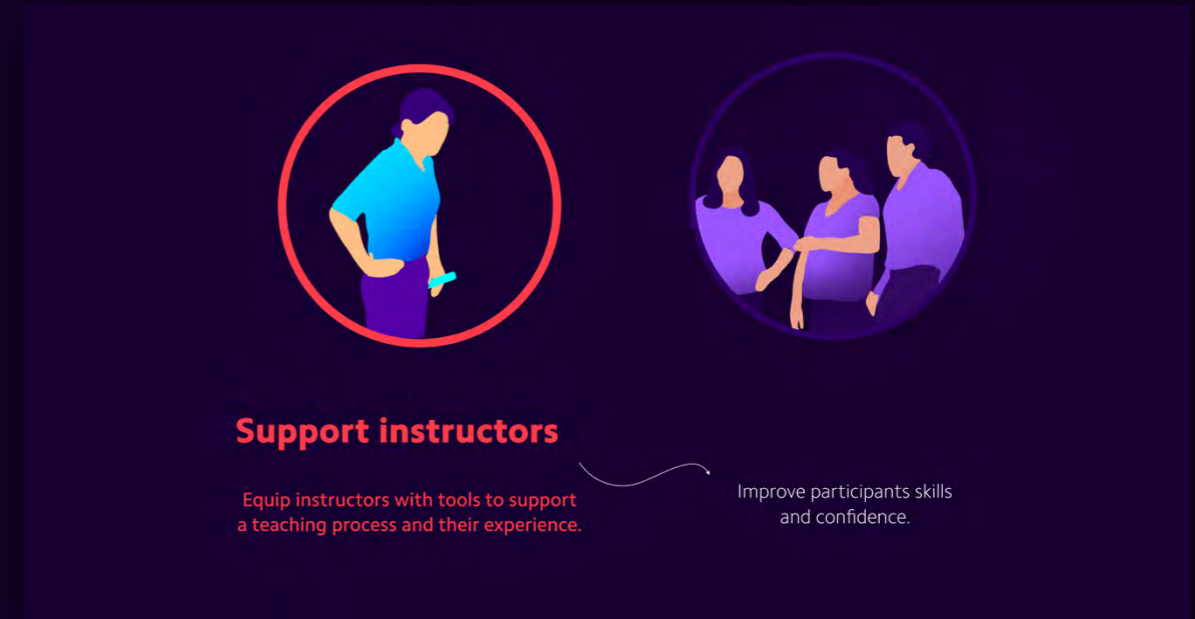 Support instructors
Equip instructors with tools to support
a teaching process and their experience.
Improve participants skills
and confidence.